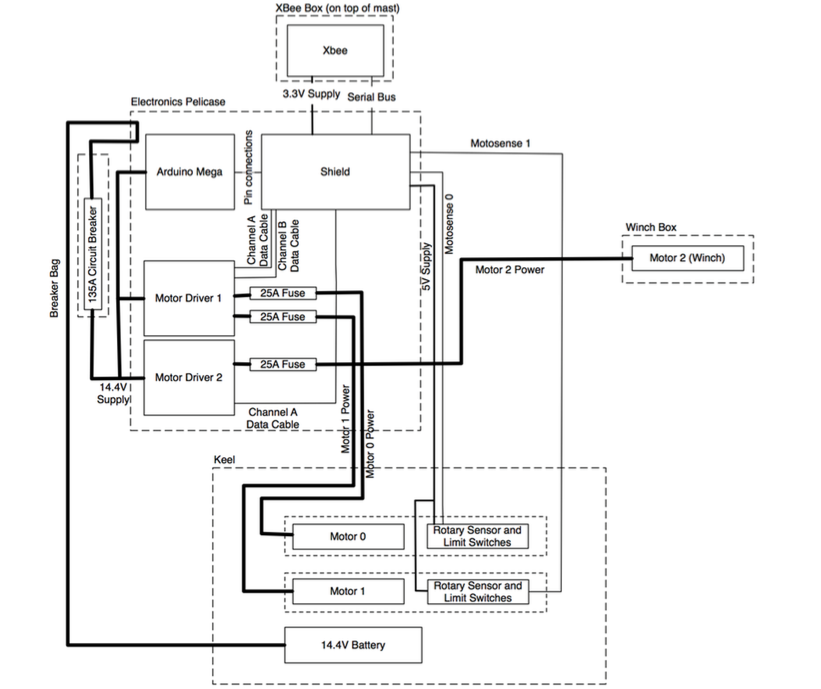 XBee Box (on top of mast)
Xbee
3.3V Supply
Serial Bus
Electronics Pelicase
Motosense 1
Arduino Mega
Pin connections
Shield
Motosense 0
Channel A
Data Cable
Channel B
Data Cable
Winch Box
Motor 2 (Winch)
Motor 2 Power
5V Supply
Breaker Bag
135A Circuit Breaker
Motor Driver 1
25A Fuse
25A Fuse
25A Fuse
Motor Driver 2
14.4V
Supply
Channel A
Data Cable
Motor 1 Power
Motor 0 Power
Keel
Motor 0
Rotary Sensor and
Limit Switches
Motor 1
Rotary Sensor and
Limit Switches
14.4V Battery